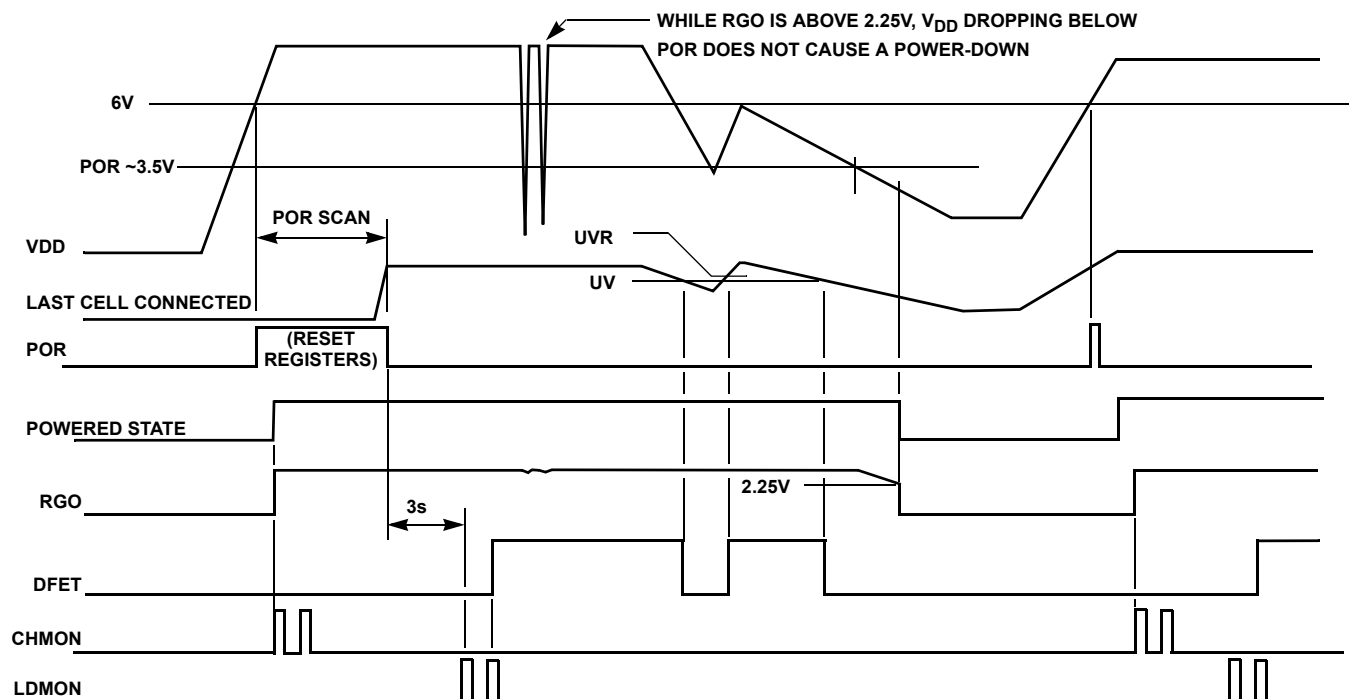 WHILE RGO IS ABOVE 2.25V, VDD DROPPING BELOW
POR DOES NOT CAUSE A POWER-DOWN
6V
POR ~3.5V
POR SCAN
VDD
UVR
UV
LAST CELL CONNECTED
POR
(RESET
REGISTERS)
POWERED STATE
2.25V
RGO
3s
DFET
CHMON
LDMON